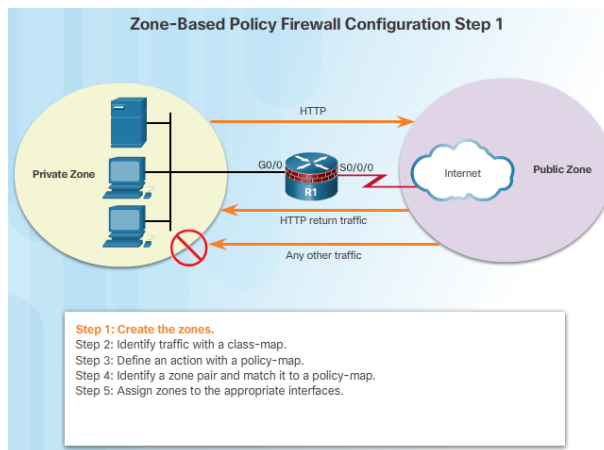 Zone-Based Policy Firewall Configuration Step 1
HTTP
Private Zone
G0/0
S0/0/0
R1
Internet
Public Zone
HTTP return traffic
Any other traffic
Step 1: Create the zones.
Step 2: Identify traffic with a class-map.
Step 3: Define an action with a policy-map.
Step 4: Identify a zone pair and match it to a policy-map.
Step 5: Assign zones to the appropriate interfaces.